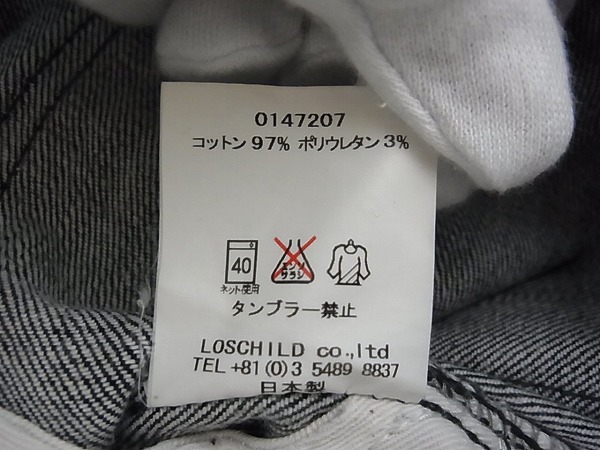 0147207
コットン 97% ポリウレタン 3%
40
エンソ
サラシ
ネット使用
タンブラー禁止
LOSCHILD co.,ltd
TEL +81 (0)3 5489 8837
日本製